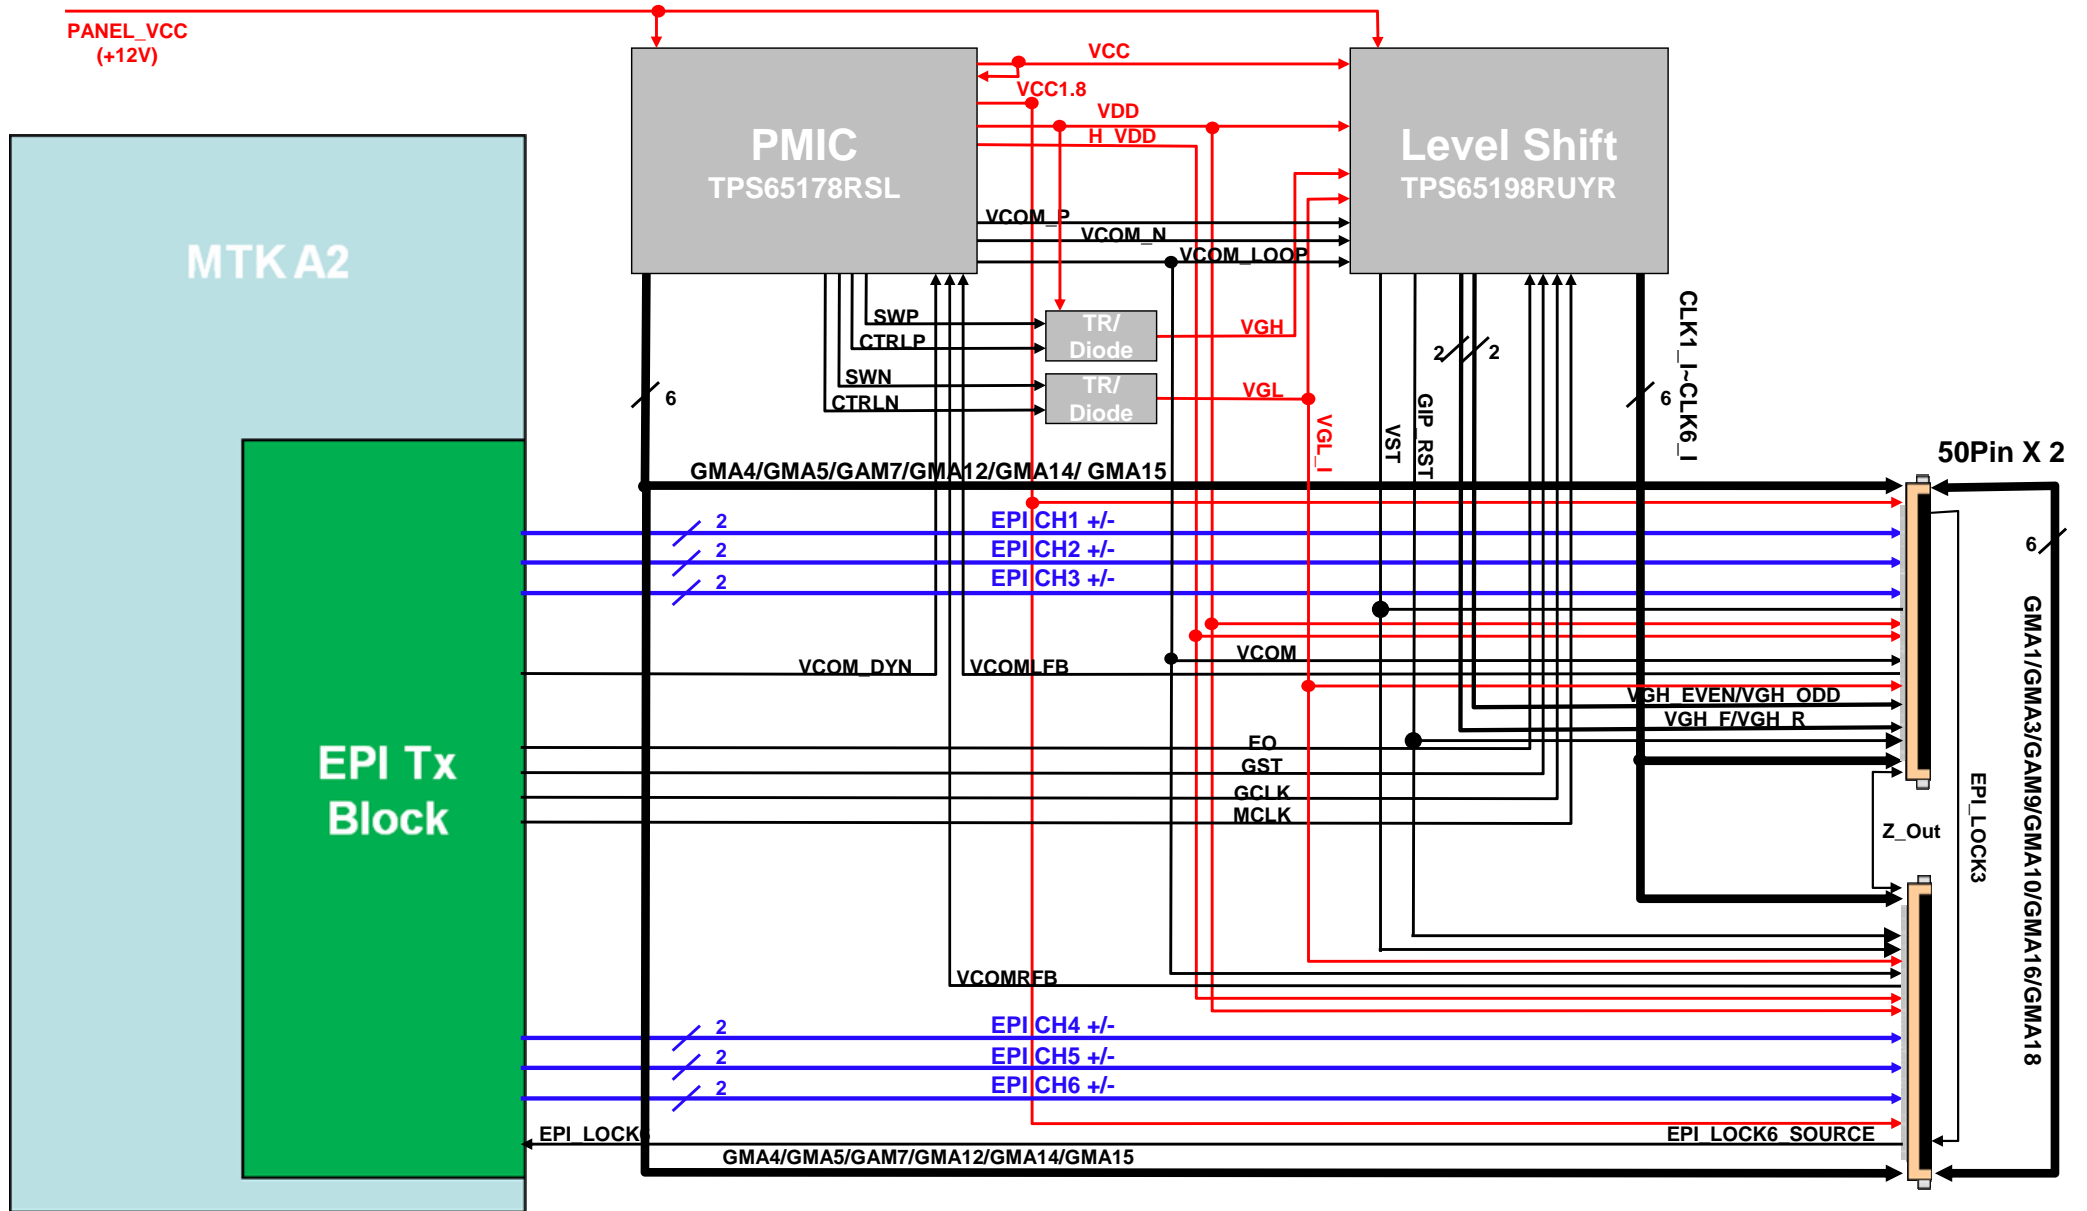 PANEL_VCC
(+12V)
VCC
VCC1.8
VDD
H_VDD
PMIC
TPS65178RSL
Level Shift
TPS65198RUYR
MTK A2
VCOM_P
VCOM_N
VCOM_LOOP
SWP
CTRLP
SWN
CTRLN
TR/
Diode
TR/
Diode
VGH
VGL
VGL_I
VST
GIP_RST
2
2
6
6
CLK1_I~CLK6_I
50Pin X 2
GMA4/GMA5/GAM7/GMA12/GMA14/ GMA15
2
EPI CH1 +/-
2
EPI CH2 +/-
2
EPI CH3 +/-
6
VCOM
VCOM_DYN
VCOMLFB
VGH_EVEN/VGH_ODD
VGH_F/VGH_R
EPI Tx
Block
EO
GST
GCLK
MCLK
Z_Out
EPI_LOCK3
GMA1/GMA3/GAM9/GMA10/GMA16/GMA18
VCOMRFB
2
EPI CH4 +/-
2
EPI CH5 +/-
2
EPI CH6 +/-
EPI_LOCK6
EPI_LOCK6_SOURCE
GMA4/GMA5/GAM7/GMA12/GMA14/GMA15